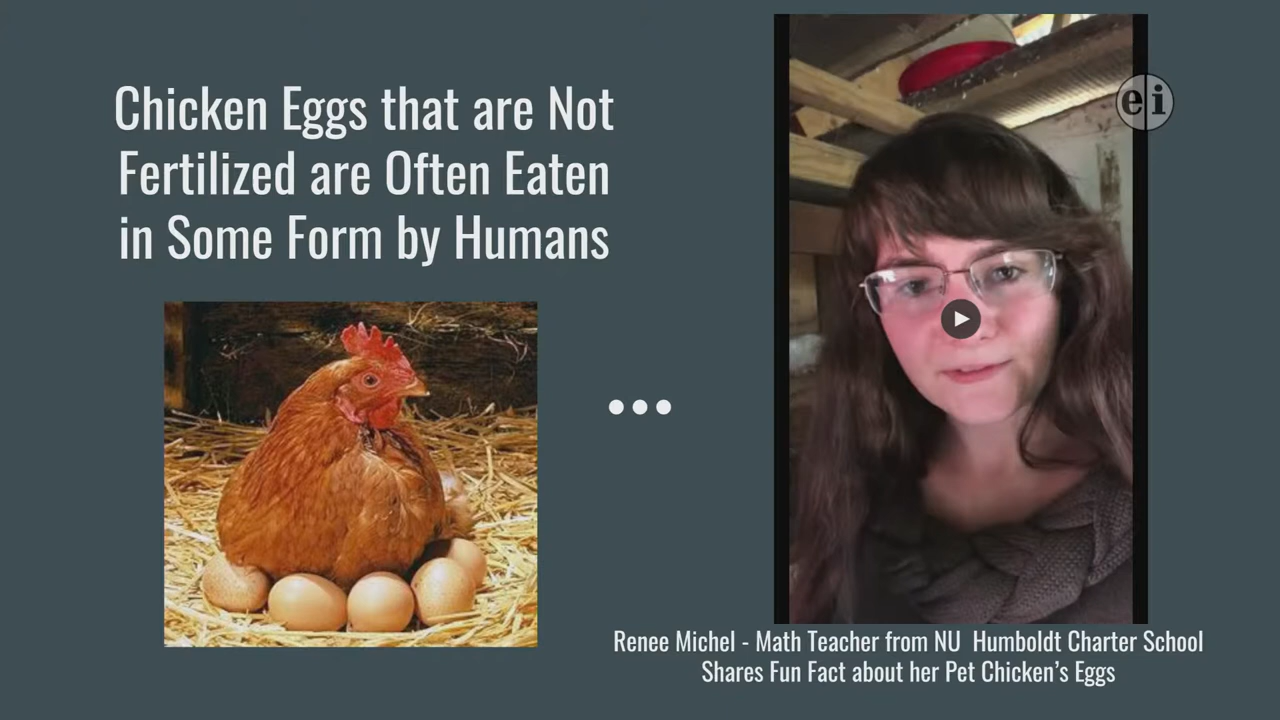 Chicken Eggs that are Not
Fertilized are Often Eaten
in Some Form by Humans
ei
Renee Michel - Math Teacher from NU Humboldt Charter School
Shares Fun Fact about her Pet Chicken's Eggs